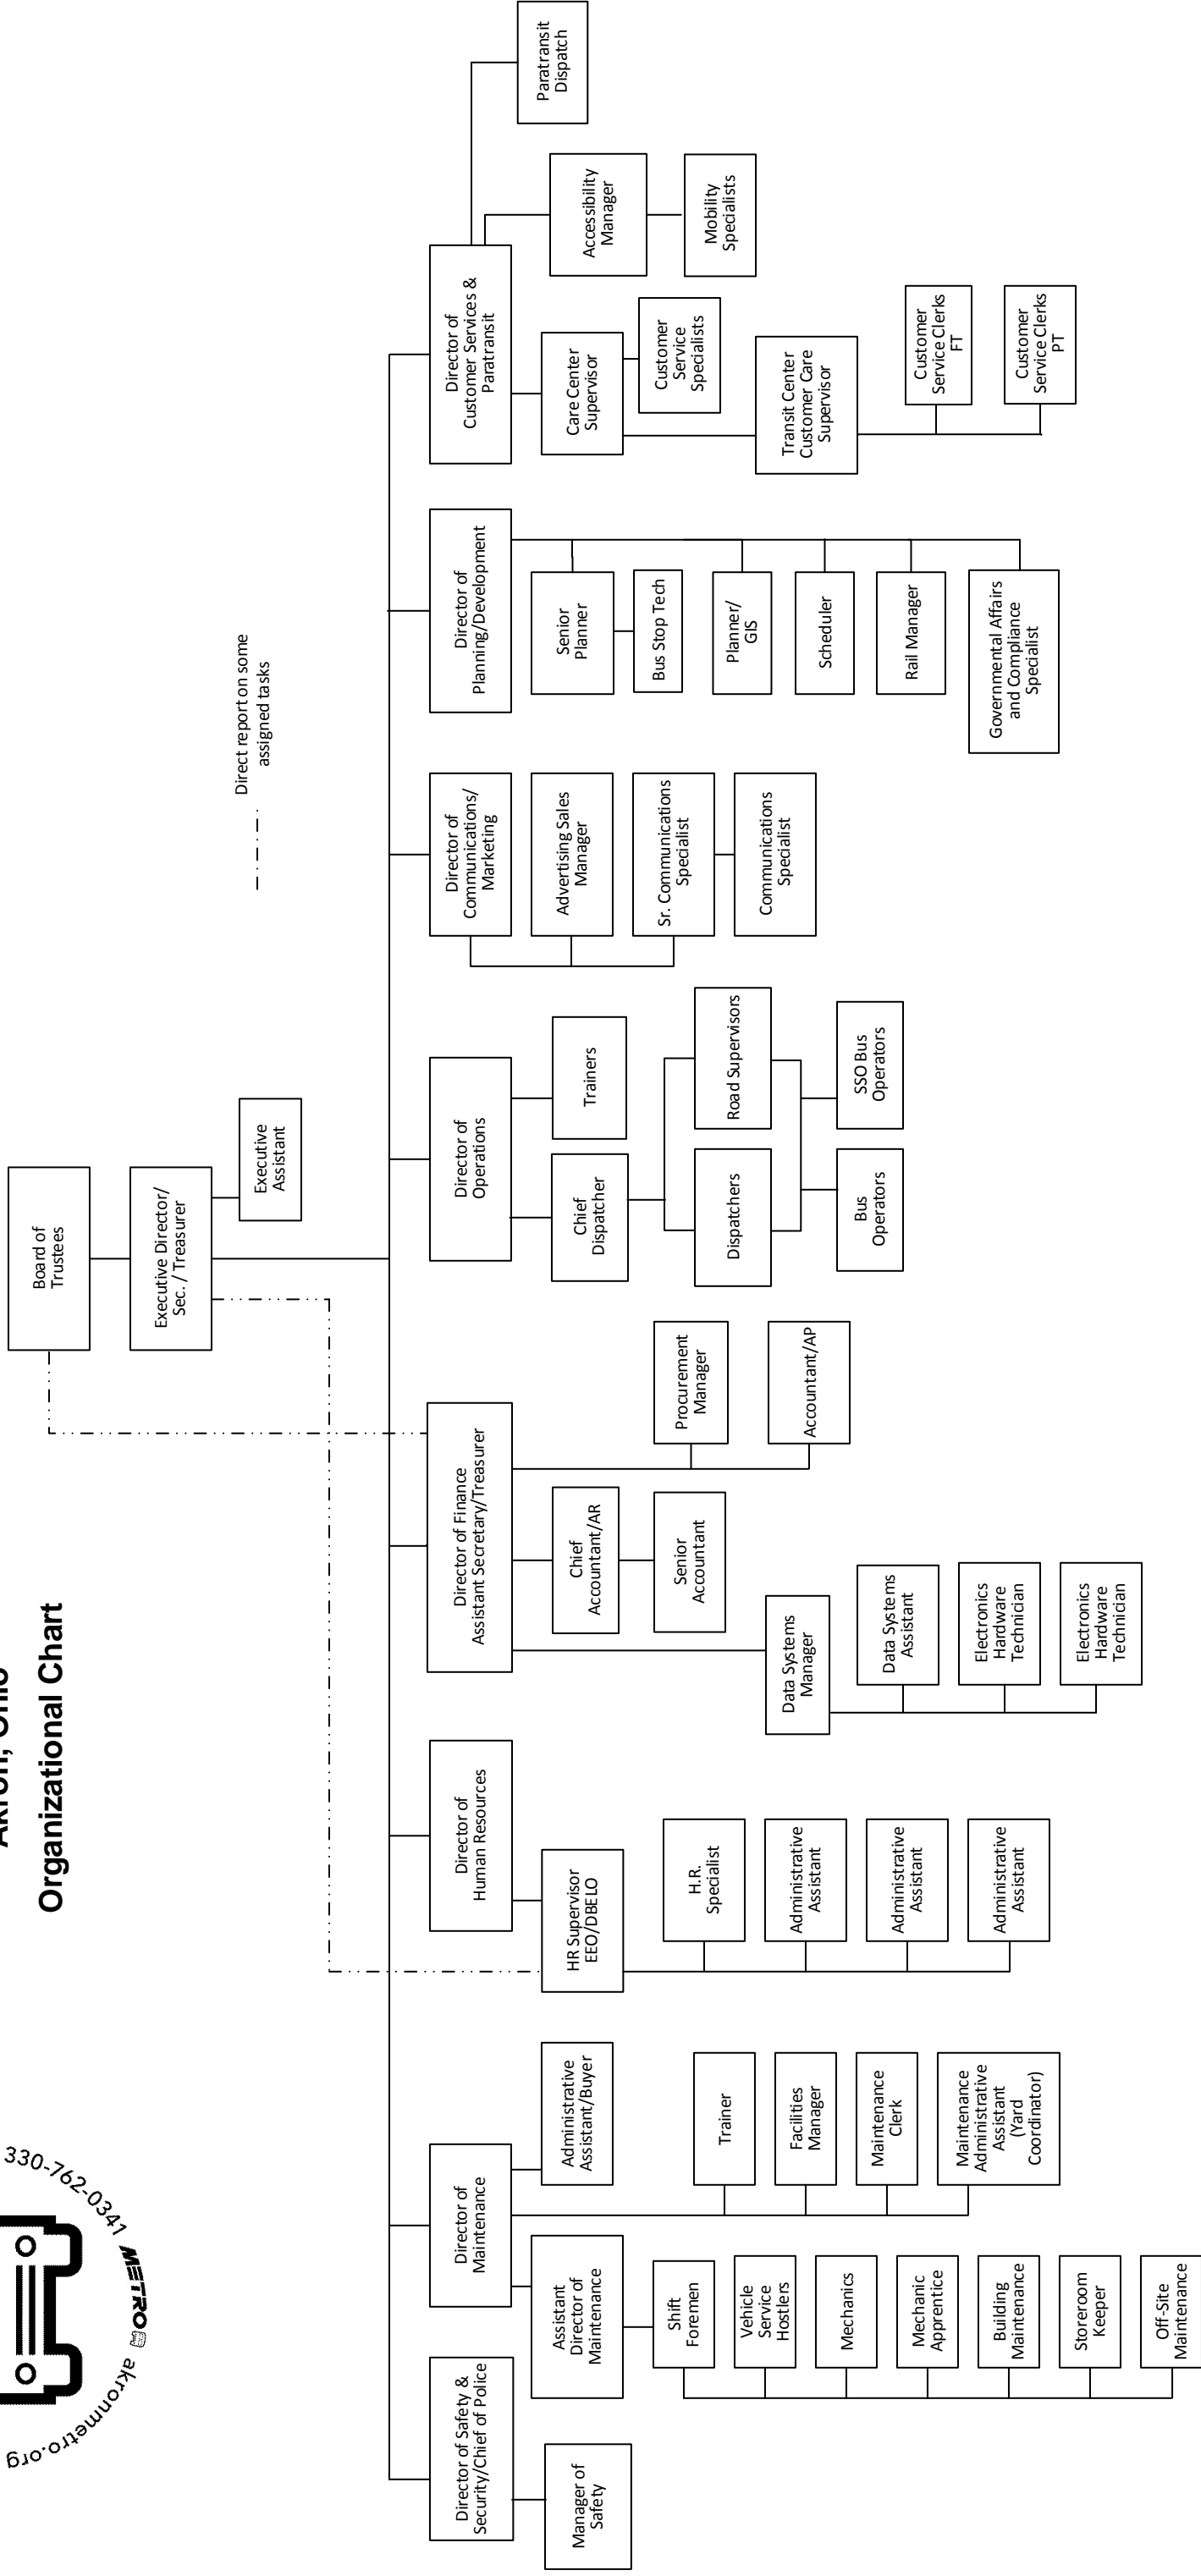 Akron, Ohio
Organizational Chart
330-762-0341
METRO
akronmetro.org
Board of
Trustees
Executive Director/
Sec. / Treasurer
Executive
Assistant
Direct report on some
assigned tasks
Director of Safety &
Security/Chief of Police
Manager of
Safety
Director of
Maintenance
Administrative
Assistant/Buyer
Assistant
Director of
Maintenance
Shift
Foremen
Vehicle
Service
Hostlers
Mechanics
Mechanic
Apprentice
Building
Maintenance
Storeroom
Keeper
Off-Site
Maintenance
Trainer
Facilities
Manager
Maintenance
Clerk
Maintenance
Administrative
Assistant
(Yard
Coordinator)
Director of
Human Resources
HR Supervisor
EEO/DBELO
H.R.
Specialist
Administrative
Assistant
Administrative
Assistant
Administrative
Assistant
Director of Finance
Assistant Secretary/Treasurer
Chief
Accountant/AR
Senior
Accountant
Procurement
Manager
Accountant/AP
Data Systems
Manager
Data Systems
Assistant
Electronics
Hardware
Technician
Electronics
Hardware
Technician
Director of
Operations
Chief
Dispatcher
Trainers
Dispatchers
Road Supervisors
Bus
Operators
SSO Bus
Operators
Director of
Communications/
Marketing
Advertising Sales
Manager
Sr. Communications
Specialist
Communications
Specialist
Director of
Planning/Development
Senior
Planner
Bus Stop Tech
Planner/
GIS
Scheduler
Rail Manager
Governmental Affairs
and Compliance
Specialist
Director of
Customer Services &
Paratransit
Care Center
Supervisor
Customer
Service
Specialists
Transit Center
Customer Care
Supervisor
Customer
Service Clerks
FT
Customer
Service Clerks
PT
Accessibility
Manager
Mobility
Specialists
Paratransit
Dispatch